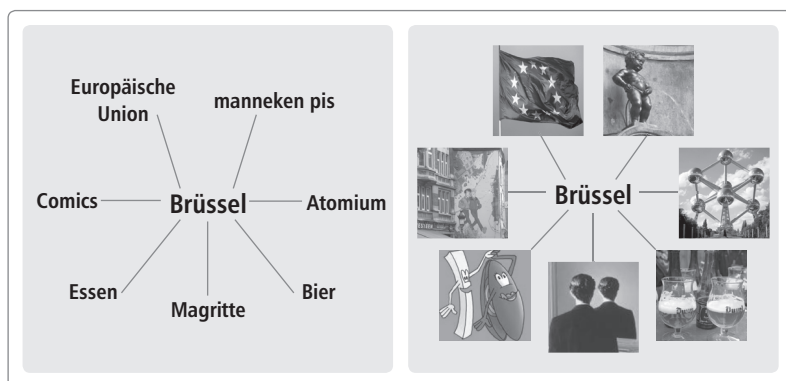 Europäische
Union
manneken pis
Comics
Brüssel
Atomium
Essen
Magritte
Bier
Brüssel